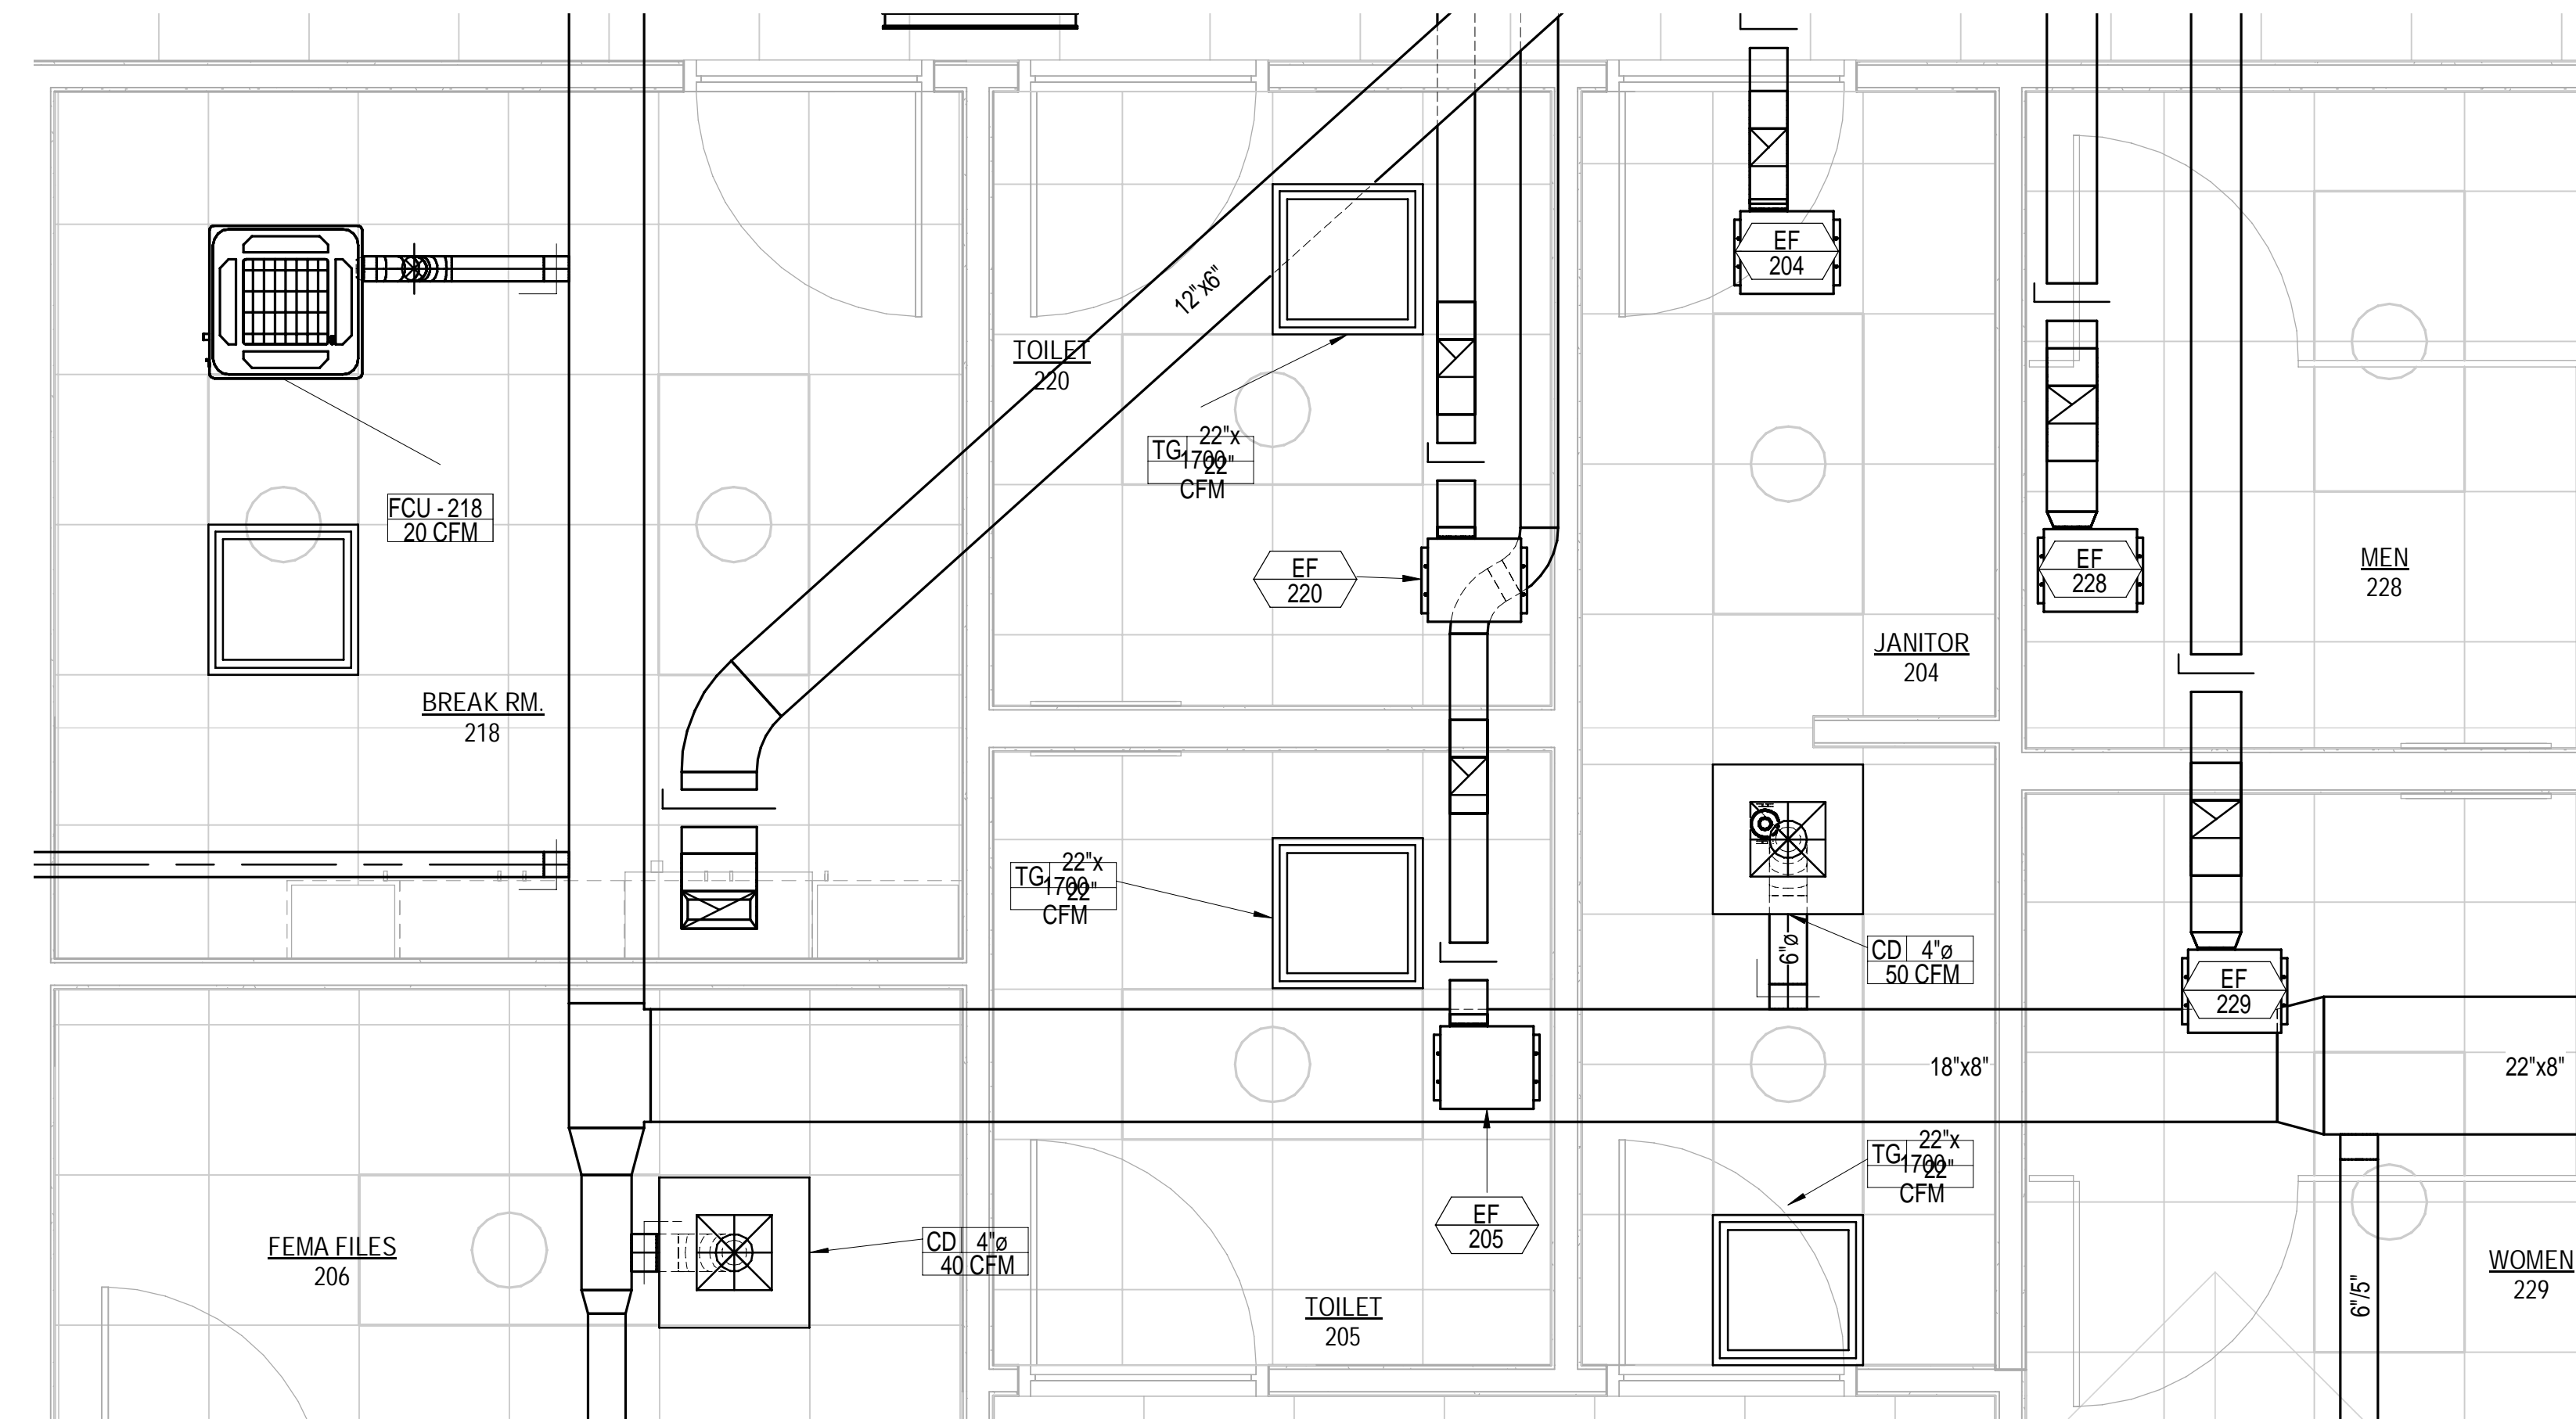 EF
204
12"x6"
TOILET
220
22"x
TG 1700 22"
CFM
FCU - 218
20 CFM
EF
220
EF
228
MEN
228
JANITOR
204
BREAK RM.
218
22"x
TG 1700 22"
CFM
6"ø
CD 4"ø
50 CFM
EF
229
18"x8"
22"x8"
22"x
TG 1700 22"
CFM
EF
205
CD 4"ø
40 CFM
FEMA FILES
206
TOILET
205
6"/5"
WOMEN
229